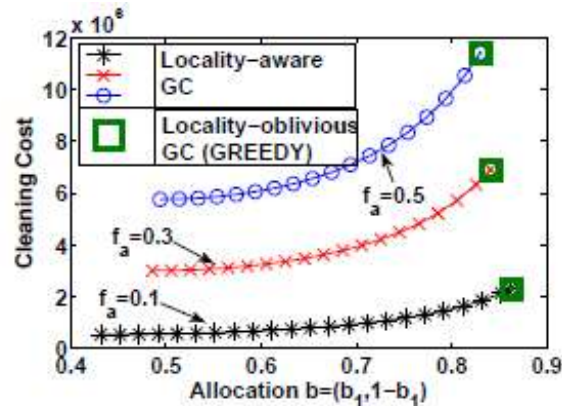 x 10^6
12
10
8
6
4
2
0
Cleaning Cost
Locality-aware
GC
Locality-oblivious
GC (GREEDY)
f_a=0.5
f_a=0.3
f_a=0.1
0.4 0.5 0.6 0.7 0.8 0.9
Allocation b=(b_1,1-b_1)